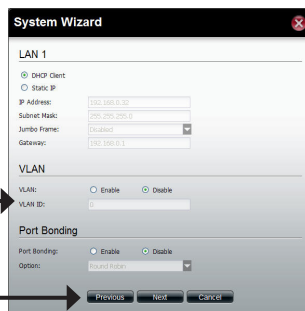 System Wizard
LAN 1
DHCP Client
Static IP
IP Address: 192.168.0.32
Subnet Mask: 255.255.255.0
Jumbo Frame: Disabled
Gateway: 192.168.0.1
VLAN
VLAN: Enable Disable
VLAN ID: 0
Port Bonding
Port Bonding: Enable Disable
Option: Round Robin
Previous Next Cancel